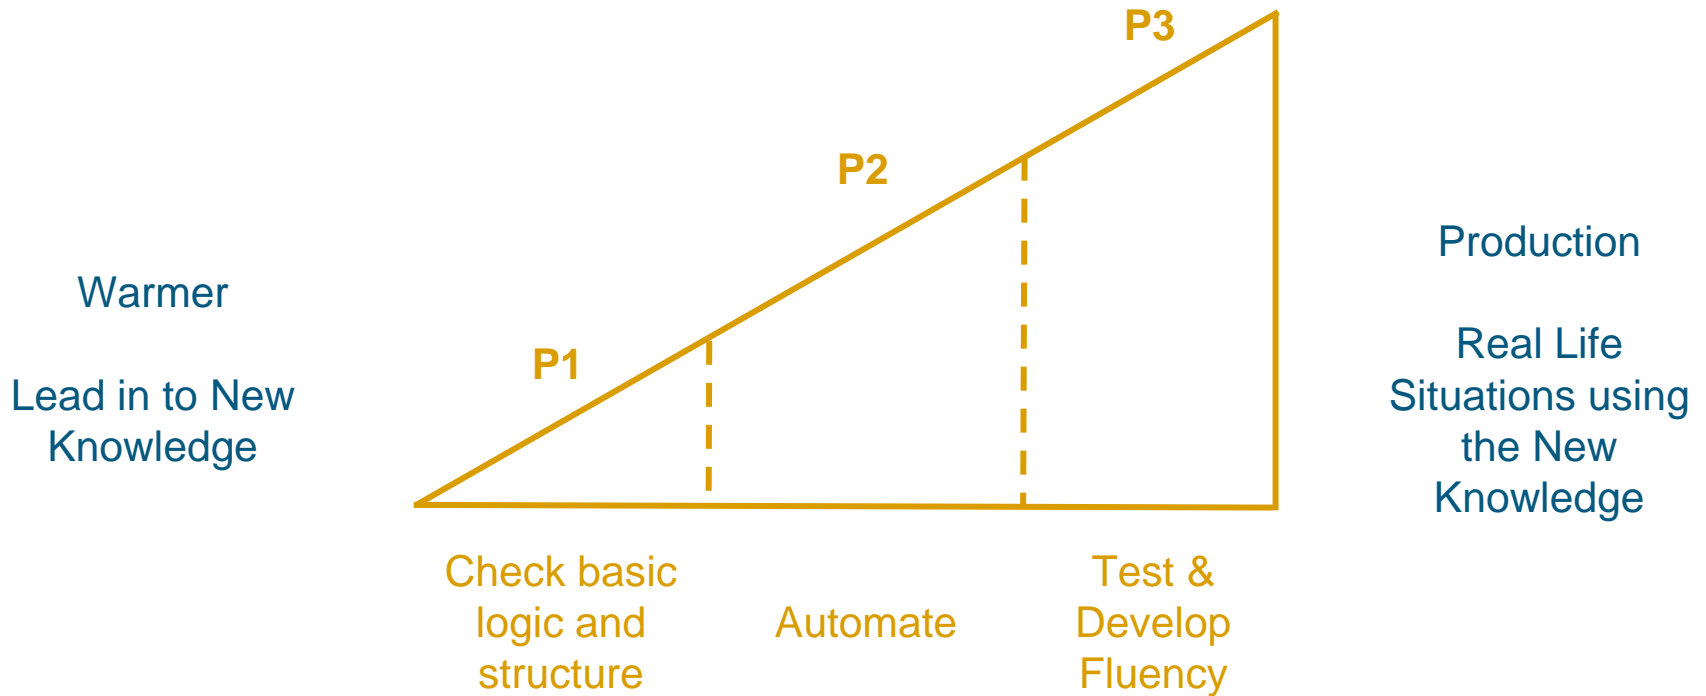 P3
P2
P1
Warmer
Lead in to New
Knowledge
Production
Real Life
Situations using
the New
Knowledge
Check basic
logic and
structure
Automate
Test &
Develop
Fluency